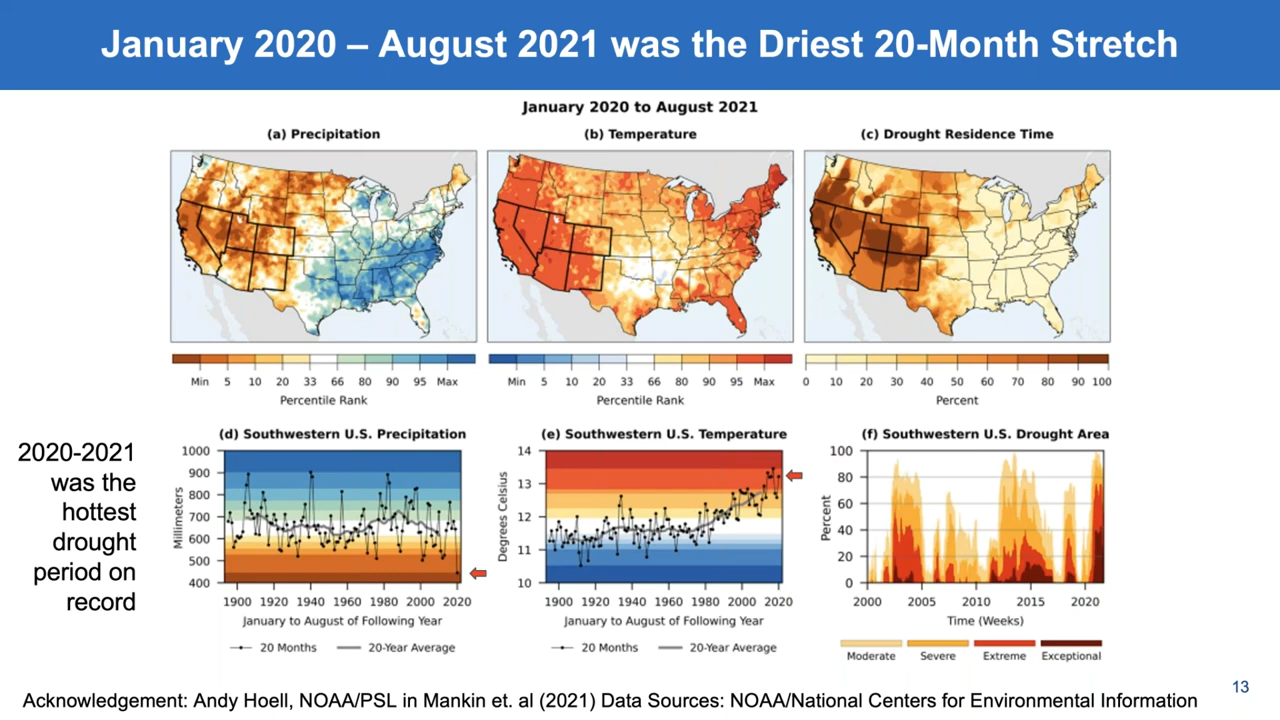 January 2020 – August 2021 was the Driest 20-Month Stretch
January 2020 to August 2021
(a) Precipitation
(b) Temperature
(c) Drought Residence Time
Min 5 10 20 33 66 80 90 95 Max
Percentile Rank
Min 5 10 20 33 66 80 90 95 Max
Percentile Rank
0 10 20 30 40 50 60 70 80 90 100
Percent
2020-2021
was the
hottest
drought
period on
record
(d) Southwestern U.S. Precipitation
1000
900
800
700
600
500
400
Millimeters
1900 1920 1940 1960 1980 2000 2020
January to August of Following Year
20 Months 20-Year Average
(e) Southwestern U.S. Temperature
14
13
12
11
10
Degrees Celsius
1900 1920 1940 1960 1980 2000 2020
January to August of Following Year
20 Months 20-Year Average
(f) Southwestern U.S. Drought Area
100
80
60
40
20
0
Percent
2000 2005 2010 2015 2020
Time (Weeks)
Moderate Severe Extreme Exceptional
13
Acknowledgement: Andy Hoell, NOAA/PSL in Mankin et. al (2021) Data Sources: NOAA/National Centers for Environmental Information